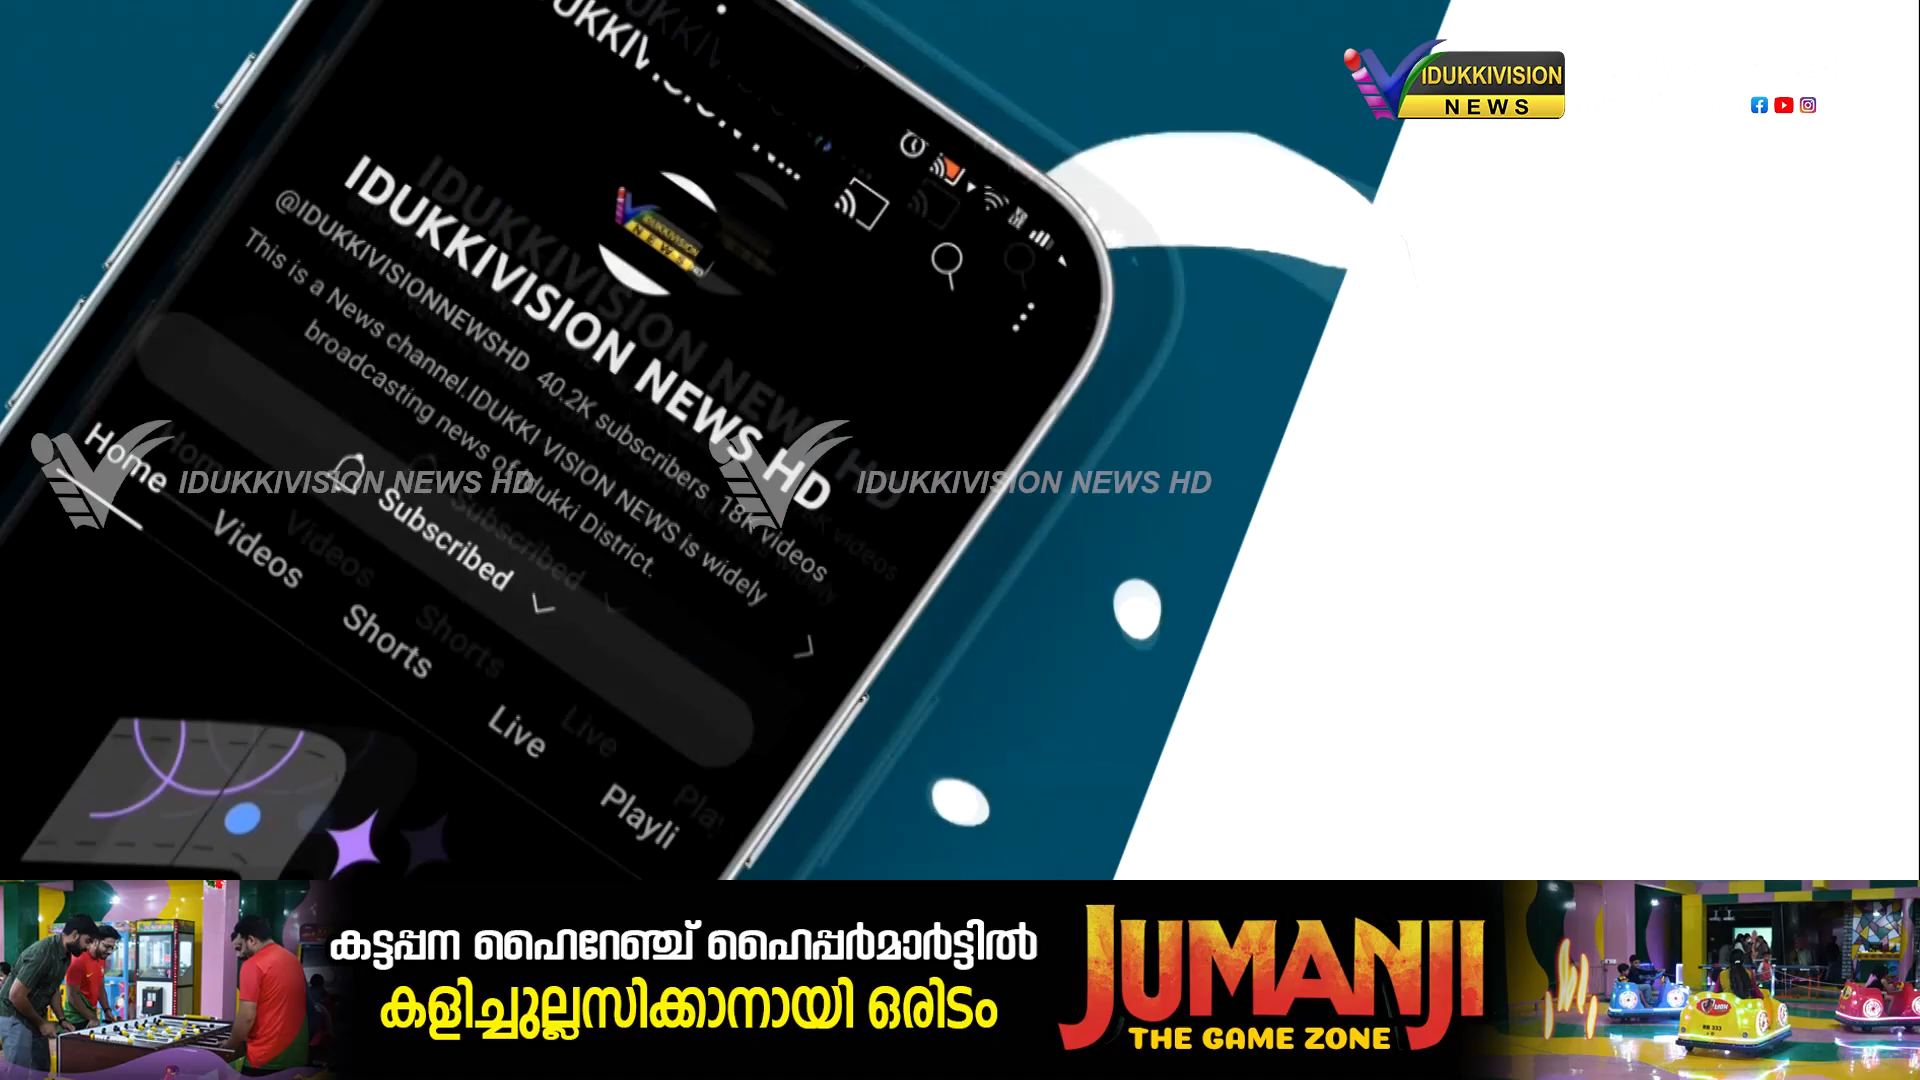 IDUKKIVISION
NEWS
IDUKKIVISION NEWS HD
@IDUKKIVISIONNEWSHD 40.2K subscribers 18K videos
This is a News channel.IDUKKI VISION NEWS is widely
broadcasting news of Idukki District.
Subscribed
Home
Videos
Shorts
Live
Playli
IDUKKIVISION NEWS HD
IDUKKIVISION NEWS HD
കട്ടപ്പന ഹൈറേഞ്ച് ഹൈപ്പർമാർട്ടിൽ
കളിച്ചുല്ലസിക്കാനായി ഒരിടം
JUMANJI
THE GAME ZONE